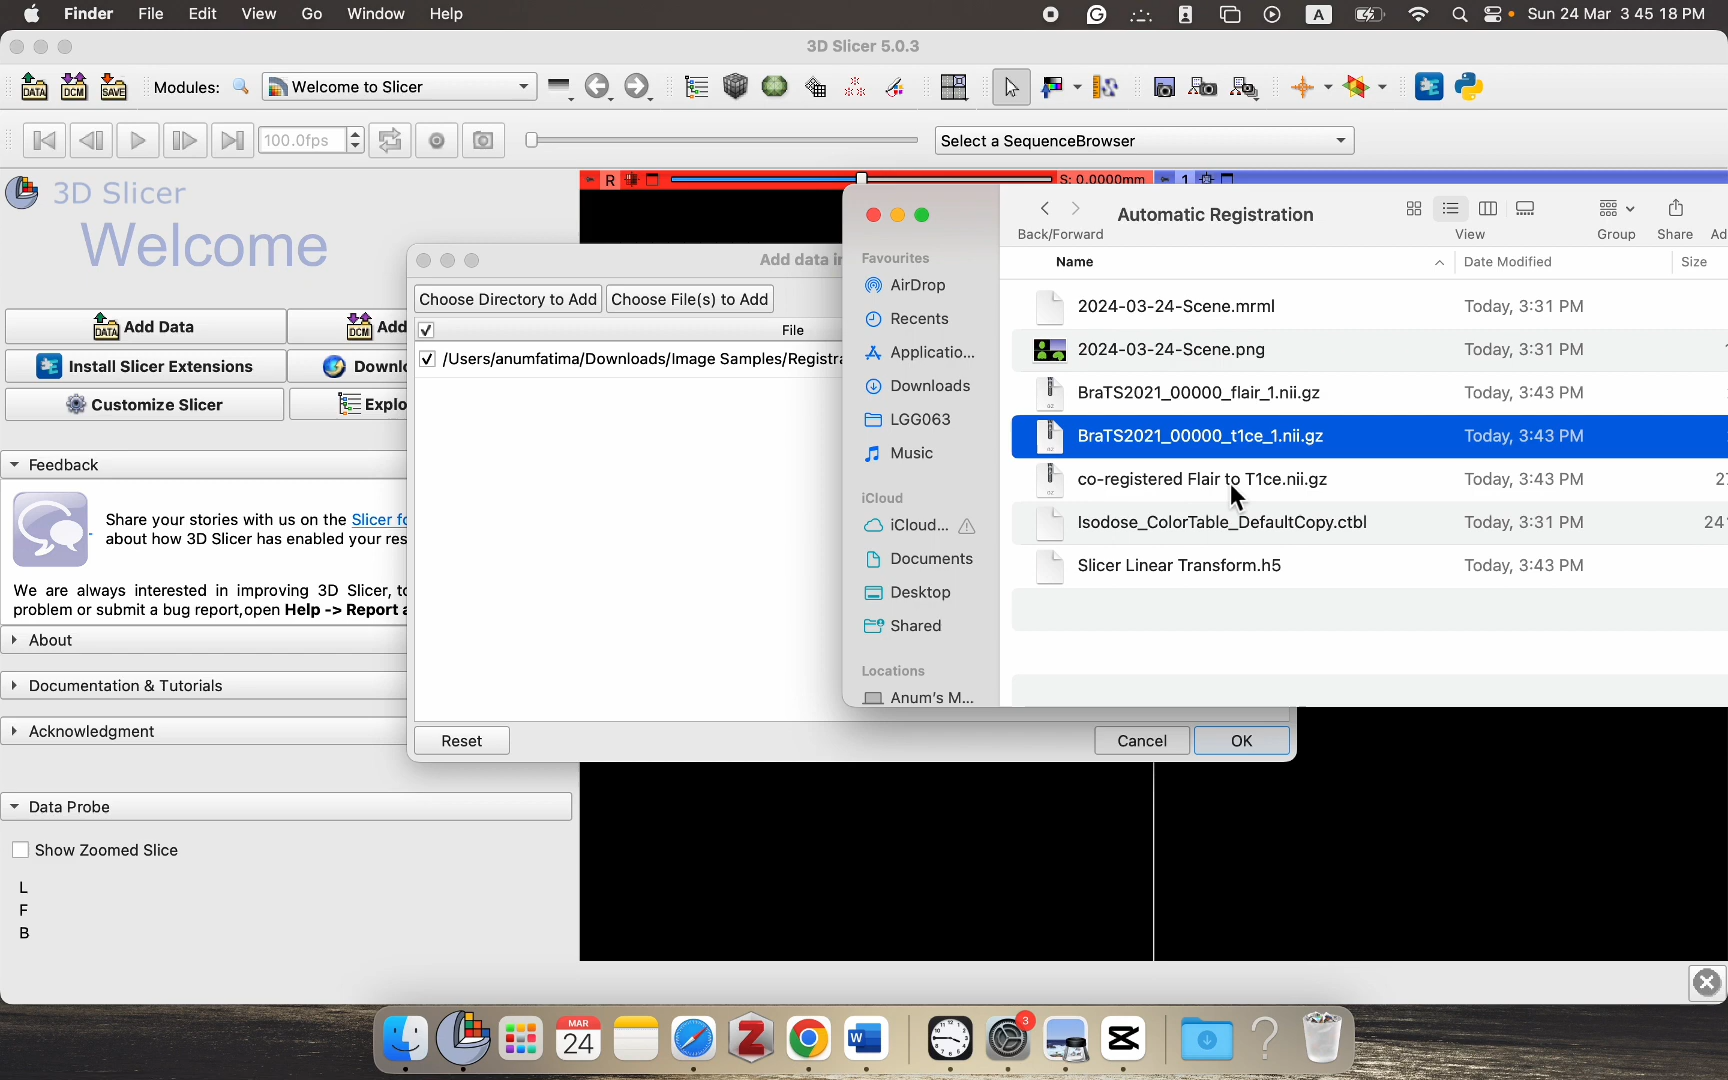 Finder File Edit View Go Window Help A Sun 24 Mar 3 45 18 PM
3D Slicer 5.0.3
DATA DCM SAVE Modules: Welcome to Slicer
100.0fps Select a SequenceBrowser
3D Slicer
Welcome
Add Data
DCM Add
Install Slicer Extensions
Downlo
Customize Slicer
Explo
Feedback
Share your stories with us on the Slicer fo
about how 3D Slicer has enabled your res
We are always interested in improving 3D Slicer, to
problem or submit a bug report,open Help -> Report a
About
Documentation & Tutorials
Acknowledgment
Data Probe
Show Zoomed Slice
L
F
B
R S: 0.0000mm 1
Add data in
Choose Directory to Add Choose File(s) to Add
File
/Users/anumfatima/Downloads/Image Samples/Registra
Reset Cancel OK
Favourites
AirDrop
Recents
Applicatio...
Downloads
LGG063
Music
iCloud
iCloud...
Documents
Desktop
Shared
Locations
Anum's M...
Back/Forward
Automatic Registration
View Group Share Ad
Name Date Modified Size
2024-03-24-Scene.mrml Today, 3:31 PM
2024-03-24-Scene.png Today, 3:31 PM
BraTS2021_00000_flair_1.nii.gz Today, 3:43 PM
BraTS2021_00000_t1ce_1.nii.gz Today, 3:43 PM
co-registered Flair to T1ce.nii.gz Today, 3:43 PM 27
Isodose_ColorTable_DefaultCopy.ctbl Today, 3:31 PM 24
Slicer Linear Transform.h5 Today, 3:43 PM
MAR
24
3